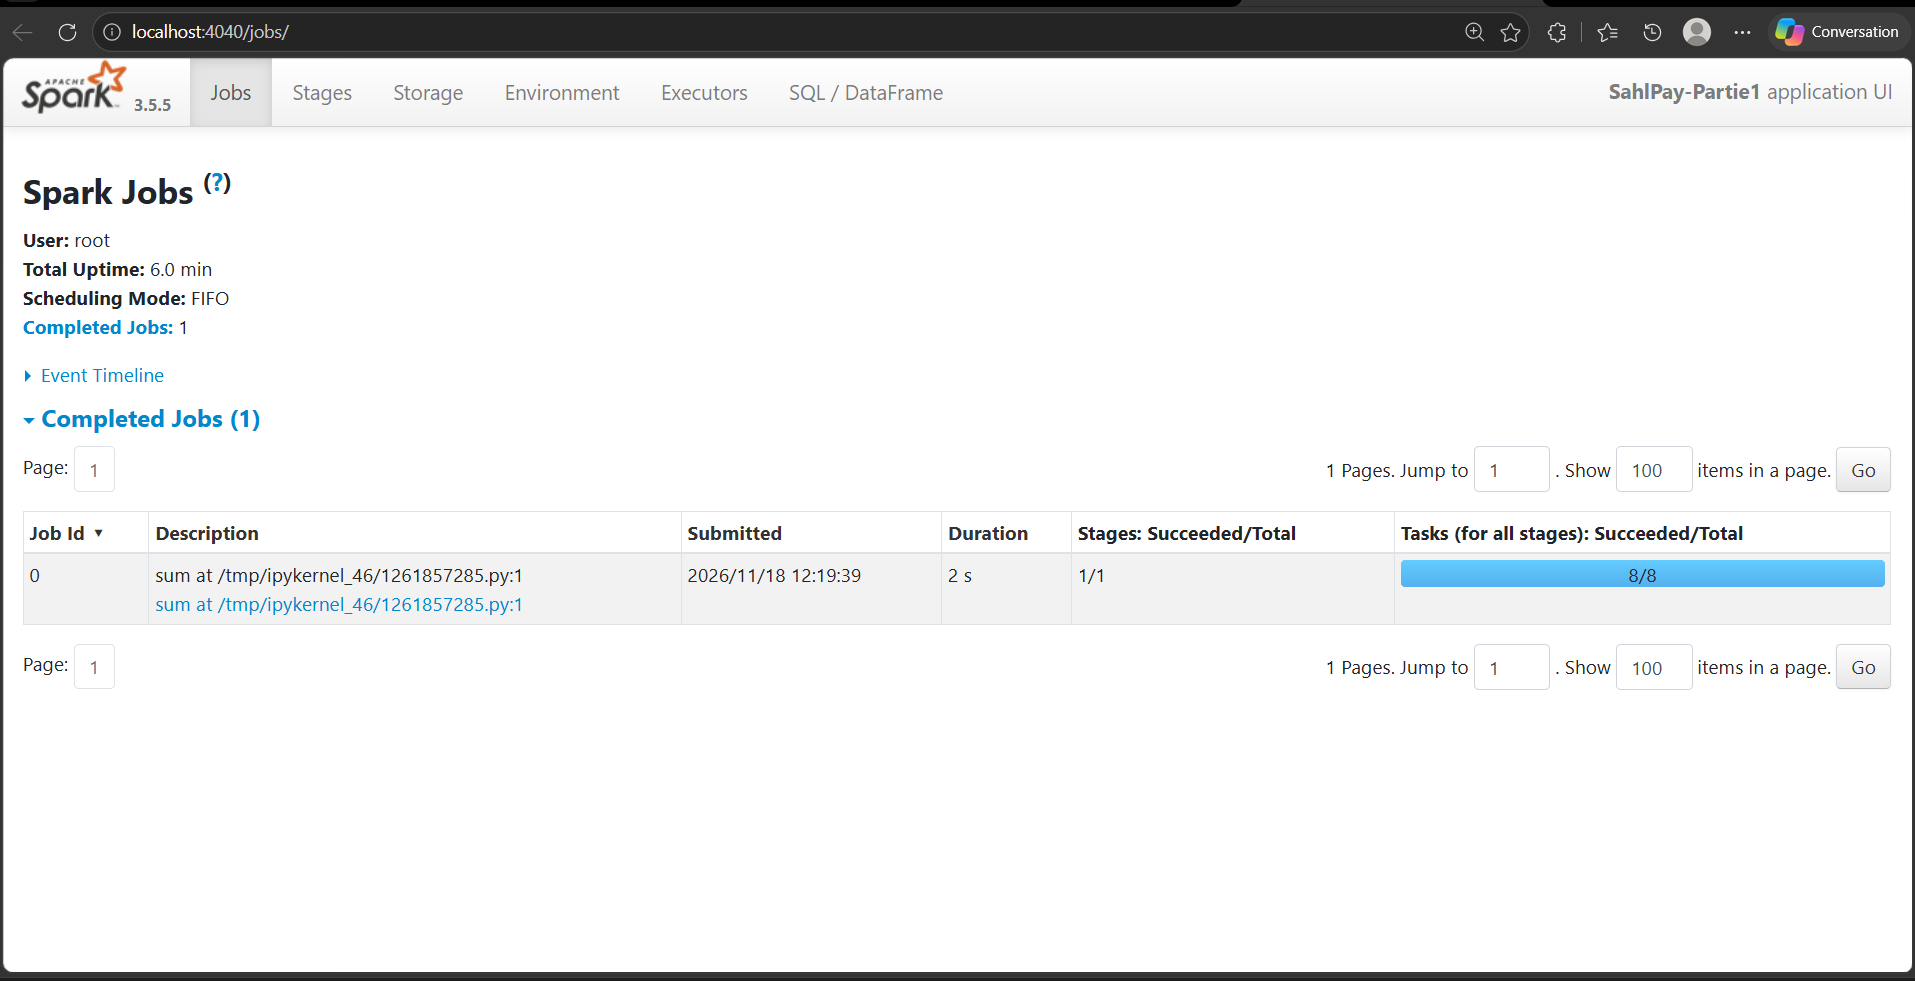 localhost:4040/jobs/
Conversation
APACHE
Spark 3.5.5
Jobs
Stages
Storage
Environment
Executors
SQL / DataFrame
SahlPay-Partie1 application UI
Spark Jobs (?)
User: root
Total Uptime: 6.0 min
Scheduling Mode: FIFO
Completed Jobs: 1
Event Timeline
Completed Jobs (1)
Page: 1
1 Pages. Jump to 1 . Show 100 items in a page. Go
Job Id ▾ Description Submitted Duration Stages: Succeeded/Total Tasks (for all stages): Succeeded/Total
0 sum at /tmp/ipykernel_46/1261857285.py:1 2026/11/18 12:19:39 2 s 1/1 8/8
sum at /tmp/ipykernel_46/1261857285.py:1
Page: 1
1 Pages. Jump to 1 . Show 100 items in a page. Go